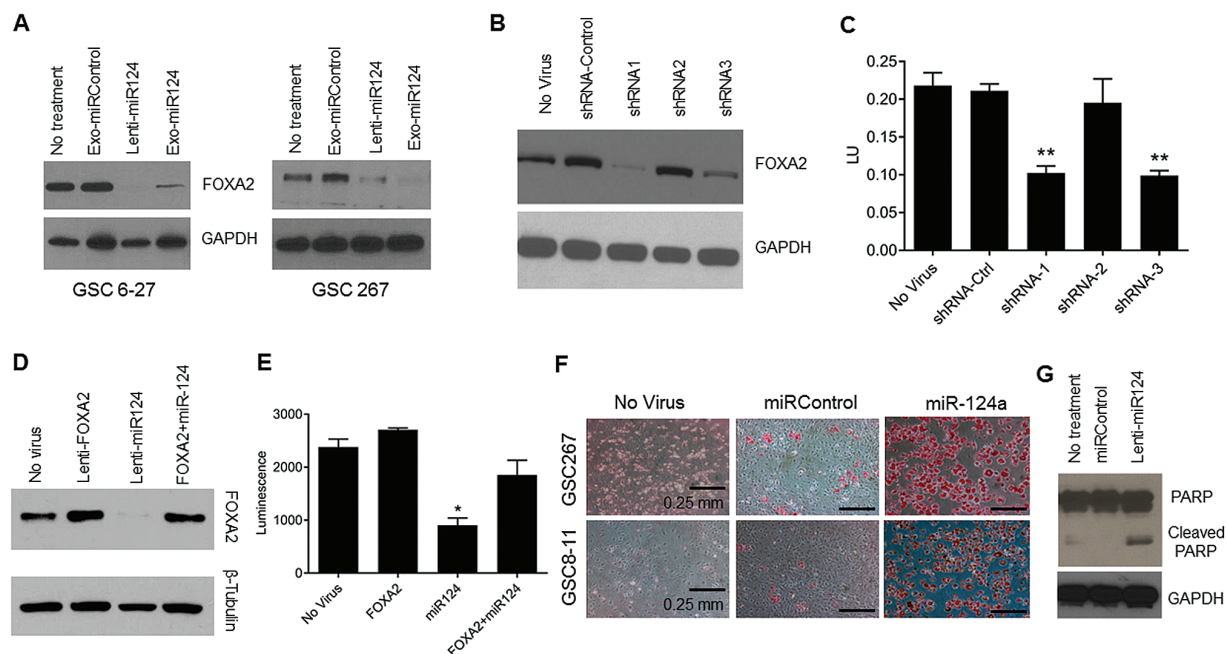 A
No treatment
Exo-miRControl
Lenti-miR124
Exo-miR124
No treatment
Exo-miRControl
Lenti-miR124
Exo-miR124
FOXA2
GAPDH
GSC 6-27
GSC 267
B
No Virus
shRNA-Control
shRNA1
shRNA2
shRNA3
FOXA2
GAPDH
C
LU
0.25
0.20
0.15
0.10
0.05
0.00
**
**
No Virus
shRNA-Ctrl
shRNA-1
shRNA-2
shRNA-3
D
No virus
Lenti-FOXA2
Lenti-miR124
FOXA2+miR-124
FOXA2
β-Tubulin
E
Luminescence
3000
2000
1000
0
*
No Virus
FOXA2
miR124
FOXA2+miR124
F
No Virus
miRControl
miR-124a
GSC267
0.25 mm
GSC8-11
0.25 mm
G
No treatment
miRControl
Lenti-miR124
PARP
Cleaved
PARP
GAPDH